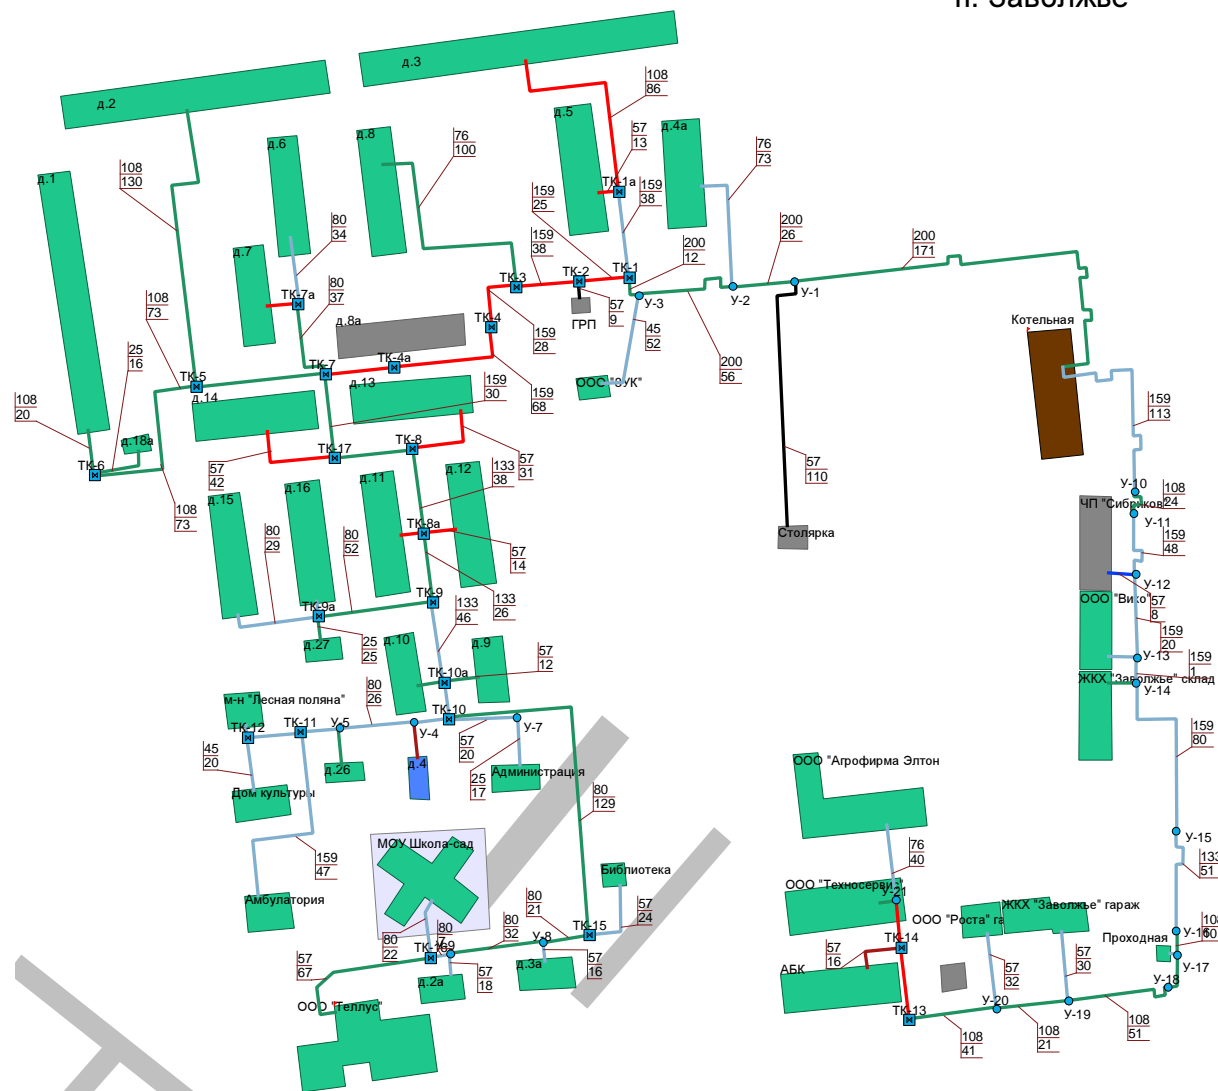 п. Заволжье
д.3
108
86
д.2
д.5
57
13
д.4а
76
73
д.6
д.8
76
100
108
130
д.1
ТК-1а
159
25
159
38
80
34
159
38
200
12
200
26
200
171
д.7
80
37
ТК-7а
ТК-3
ТК-2
ТК-1
У-3
У-2
У-1
108
73
д.8а
ТК-4
ГРП
57
9
45
52
Котельная
25
16
159
28
200
56
ТК-5
ТК-7
ТК-4а
ООО "ЗУК"
д.14
д.13
159
30
159
68
159
113
108
20
д.18а
ТК-6
ТК-17
ТК-8
57
42
133
38
57
31
57
110
108
73
д.15
д.16
д.11
д.12
У-10
108
24
ЧП "Сибряков"
У-11
80
29
80
52
ТК-8а
57
14
Столярка
159
48
У-12
ТК-9а
ТК-9
133
26
133
46
ООО "Вико"
57
8
д.27
25
25
д.10
д.9
57
12
159
20
У-13
159
1
ТК-10а
ЖКХ "Заволжье" склад
У-14
м-н "Лесная поляна"
80
26
ТК-12
ТК-11
У-5
У-4
ТК-10
У-7
57
20
159
80
45
20
д.26
д.4
25
17
Администрация
Дом культуры
80
129
ООО "Агрофирма Элтон
МОУ Школа-сад
У-15
159
47
76
40
133
51
Библиотека
Амбулатория
ООО "Техносервис"
У-21
80
21
57
24
ООО "Роста" га
ЖКХ "Заволжье" гараж
80
22
80
7
80
32
ТК-15
У-8
ТК-16
У-9
ТК-14
У-16
108
10
Проходная
У-17
57
67
57
18
д.2а
д.3а
57
16
57
16
АБК
57
32
57
30
У-18
ООО "Теллус"
ТК-13
У-20
У-19
108
41
108
21
108
51